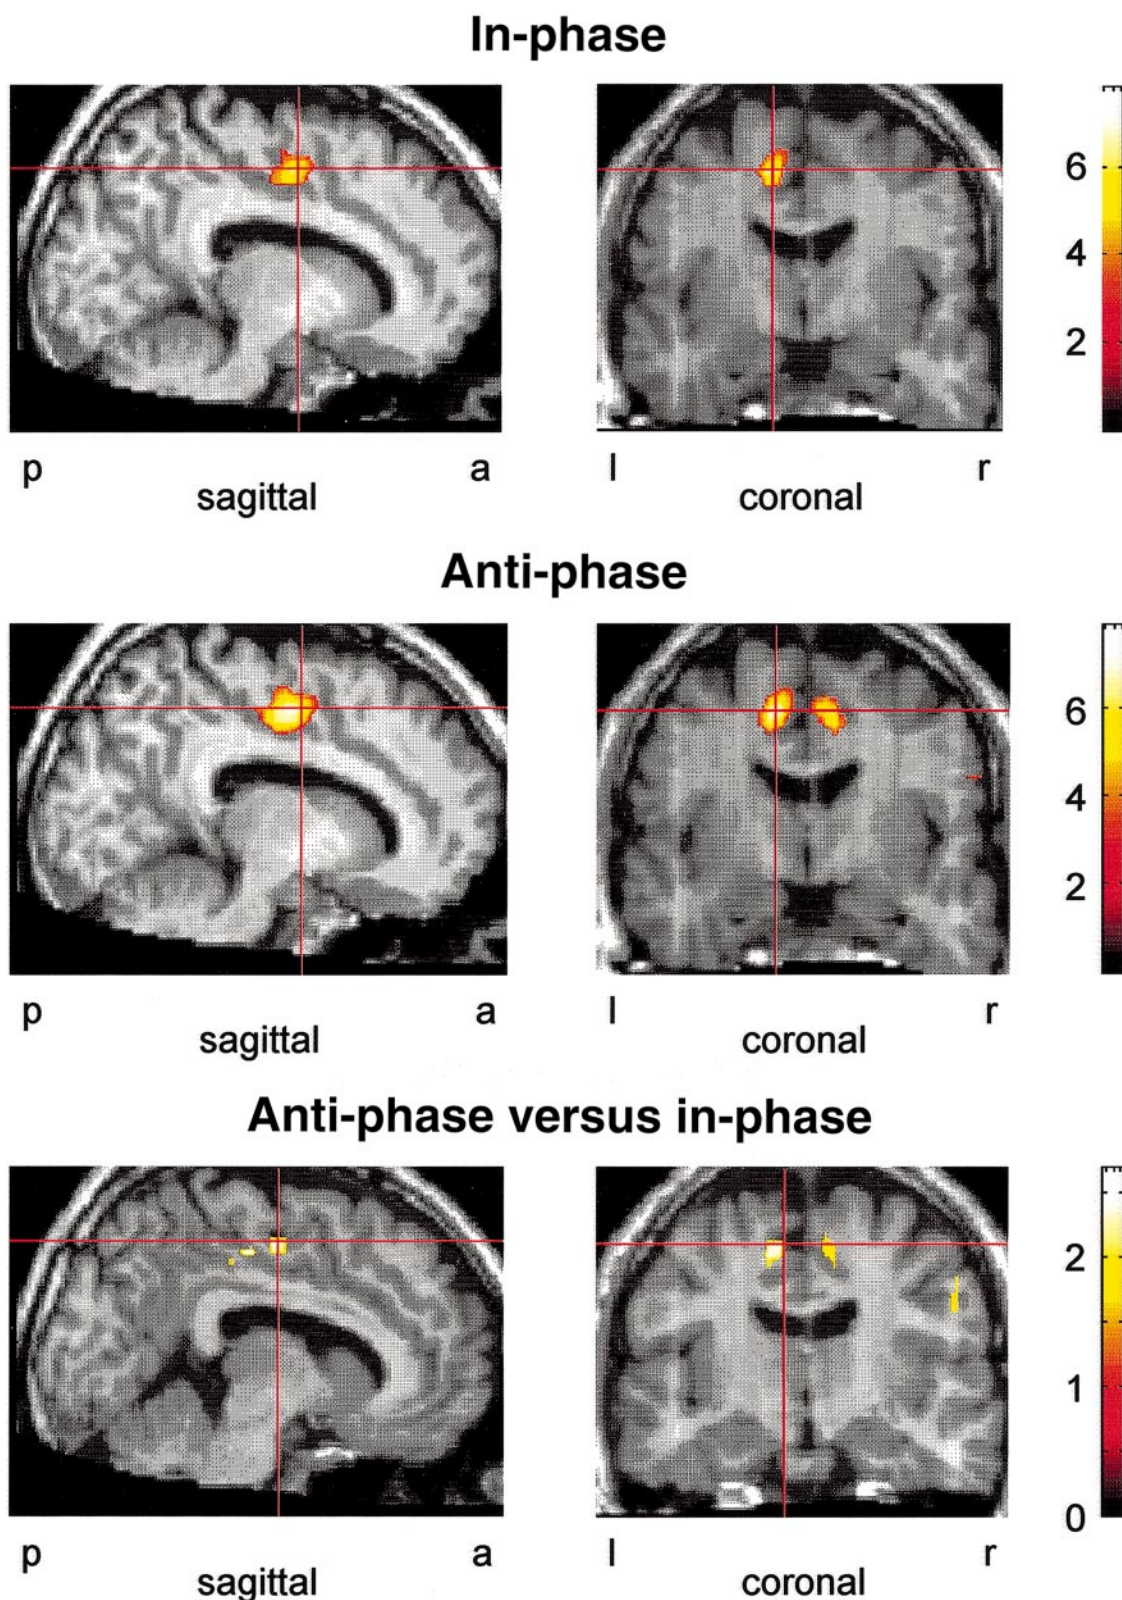 In-phase
6
4
2
p a l r
sagittal coronal
Anti-phase
6
4
2
p a l r
sagittal coronal
Anti-phase versus in-phase
2
1
0
p a l r
sagittal coronal